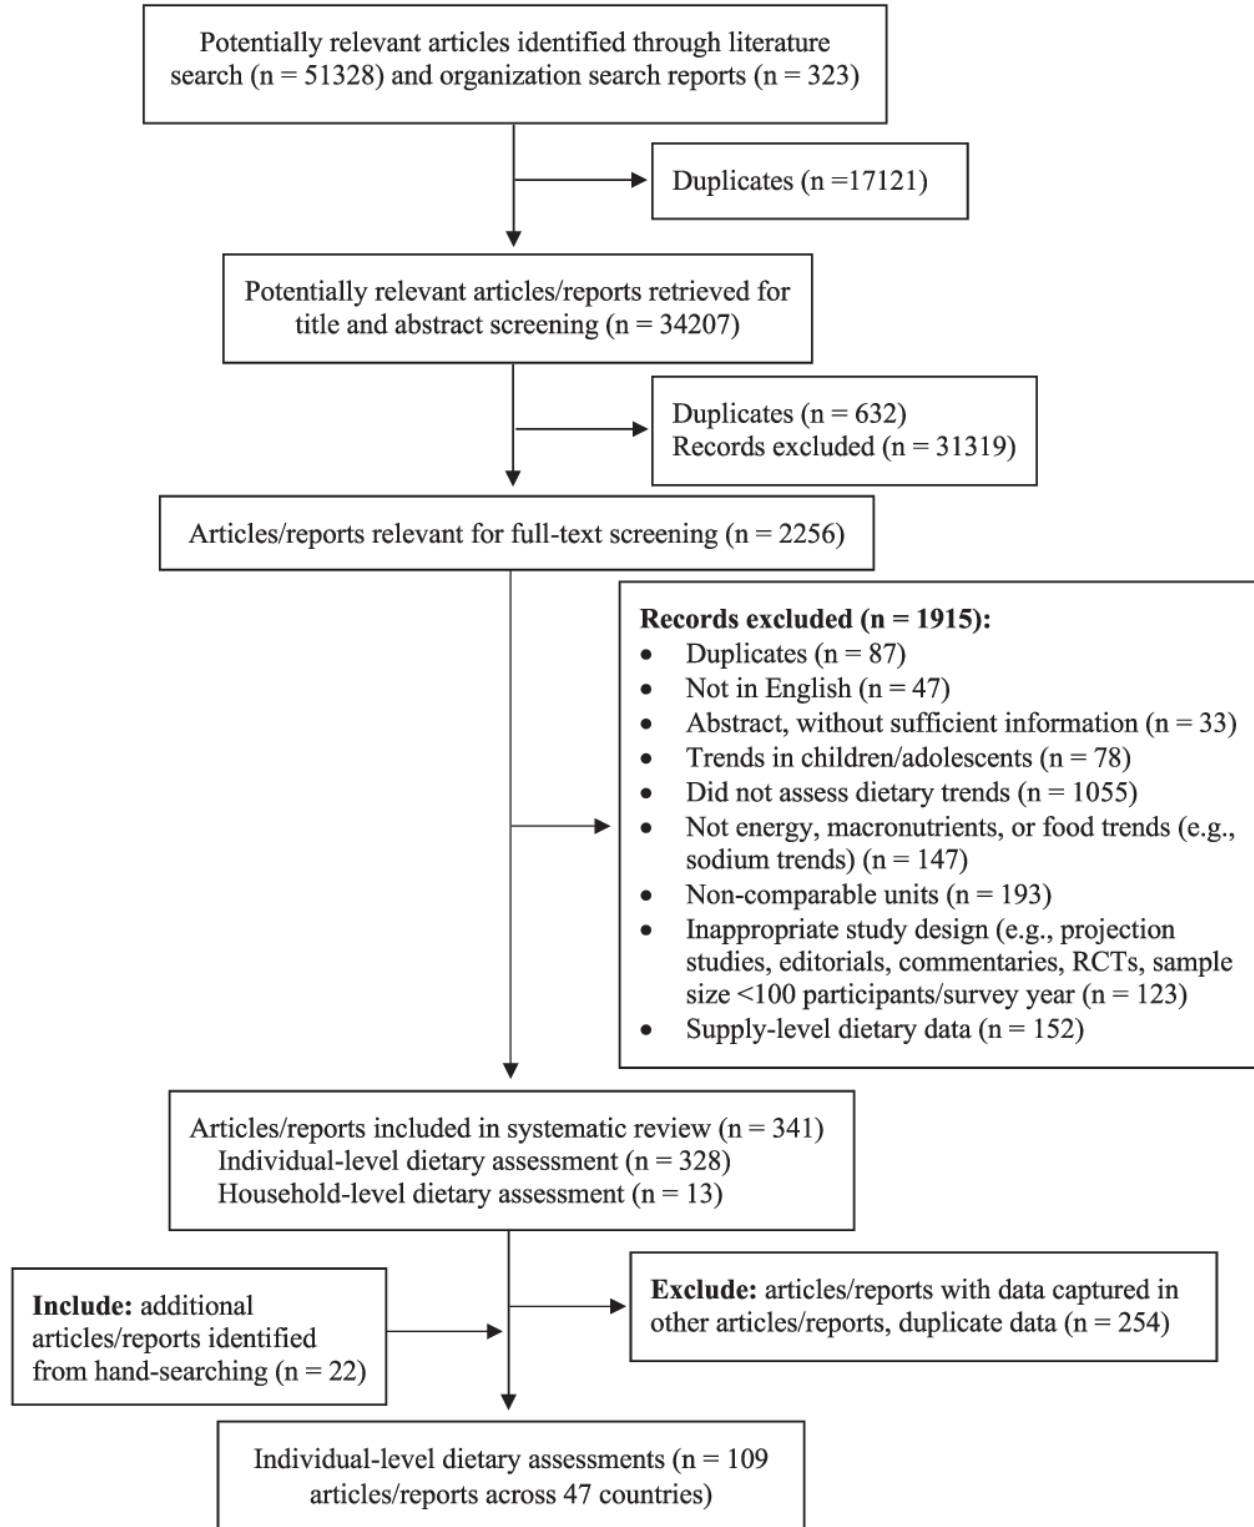 Potentially relevant articles identified through literature
search (n = 51328) and organization search reports (n = 323)
Duplicates (n =17121)
Potentially relevant articles/reports retrieved for
title and abstract screening (n = 34207)
Duplicates (n = 632)
Records excluded (n = 31319)
Articles/reports relevant for full-text screening (n = 2256)
Records excluded (n = 1915):
• Duplicates (n = 87)
• Not in English (n = 47)
• Abstract, without sufficient information (n = 33)
• Trends in children/adolescents (n = 78)
• Did not assess dietary trends (n = 1055)
• Not energy, macronutrients, or food trends (e.g.,
sodium trends) (n = 147)
• Non-comparable units (n = 193)
• Inappropriate study design (e.g., projection
studies, editorials, commentaries, RCTs, sample
size <100 participants/survey year (n = 123)
• Supply-level dietary data (n = 152)
Articles/reports included in systematic review (n = 341)
Individual-level dietary assessment (n = 328)
Household-level dietary assessment (n = 13)
Include: additional
articles/reports identified
from hand-searching (n = 22)
Exclude: articles/reports with data captured in
other articles/reports, duplicate data (n = 254)
Individual-level dietary assessments (n = 109
articles/reports across 47 countries)